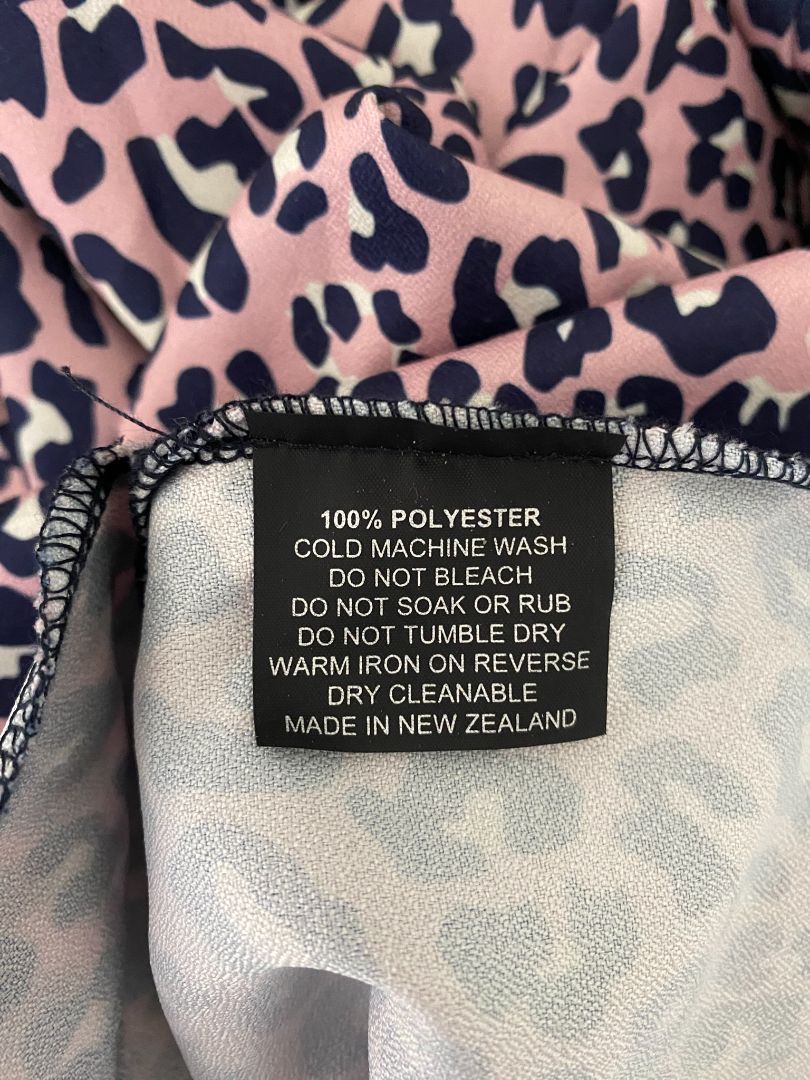 100% POLYESTER
COLD MACHINE WASH
DO NOT BLEACH
DO NOT SOAK OR RUB
DO NOT TUMBLE DRY
WARM IRON ON REVERSE
DRY CLEANABLE
MADE IN NEW ZEALAND